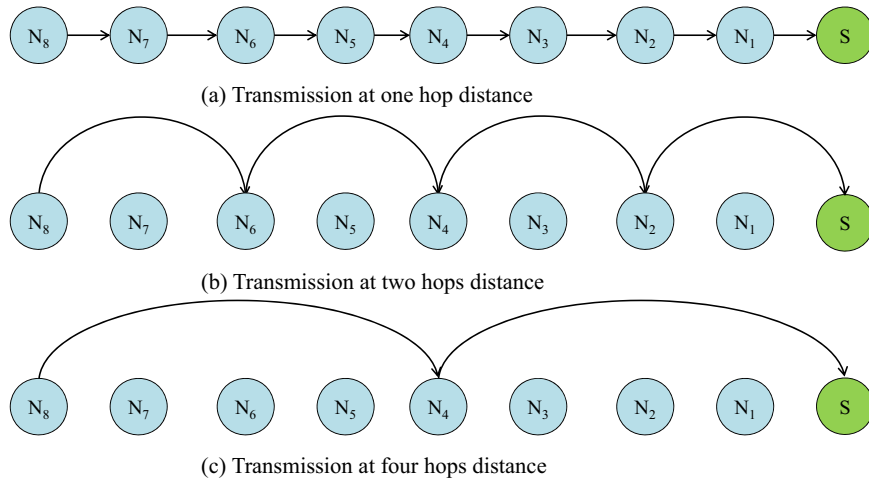 N₈ N₇ N₆ N₅ N₄ N₃ N₂ N₁ S
(a) Transmission at one hop distance
N₈ N₇ N₆ N₅ N₄ N₃ N₂ N₁ S
(b) Transmission at two hops distance
N₈ N₇ N₆ N₅ N₄ N₃ N₂ N₁ S
(c) Transmission at four hops distance